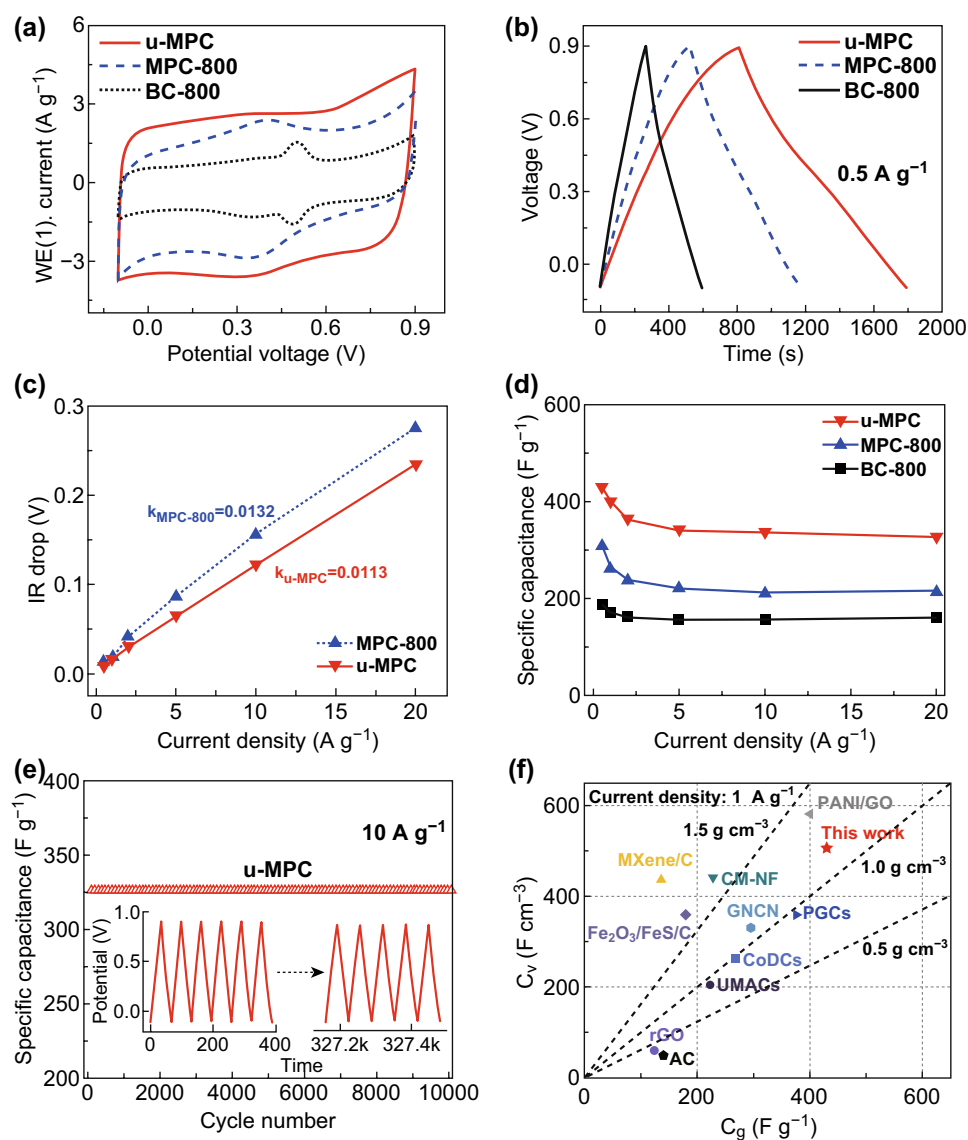 (a)
u-MPC
MPC-800
BC-800
WE(1). current (A g⁻¹)
6
3
0
−3
0.0
0.3
0.6
0.9
Potential voltage (V)
(b)
u-MPC
MPC-800
BC-800
0.5 A g⁻¹
Voltage (V)
0.9
0.6
0.3
0.0
0
400
800
1200
1600
2000
Time (s)
(c)
IR drop (V)
0.3
0.2
0.1
0.0
k_MPC-800=0.0132
k_u-MPC=0.0113
MPC-800
u-MPC
0
5
10
15
20
Current density (A g⁻¹)
(d)
Specific capacitance (F g⁻¹)
600
400
200
0
u-MPC
MPC-800
BC-800
0
5
10
15
20
Current density (A g⁻¹)
(e)
Specific capacitance (F g⁻¹)
400
375
350
325
300
275
250
225
200
10 A g⁻¹
u-MPC
Potential (V)
1.0
0.5
0.0
0
200
400
327.2k
327.4k
Time
0
2000
4000
6000
8000
10000
Cycle number
(f)
C_v (F cm⁻³)
600
400
200
0
Current density: 1 A g⁻¹
PANI/GO
1.5 g cm⁻³
This work
MXene/C
CM-NF
1.0 g cm⁻³
GNCN
PGCs
Fe₂O₃/FeS/C
0.5 g cm⁻³
CoDCs
UMACs
rGO
AC
0
200
400
600
C_g (F g⁻¹)